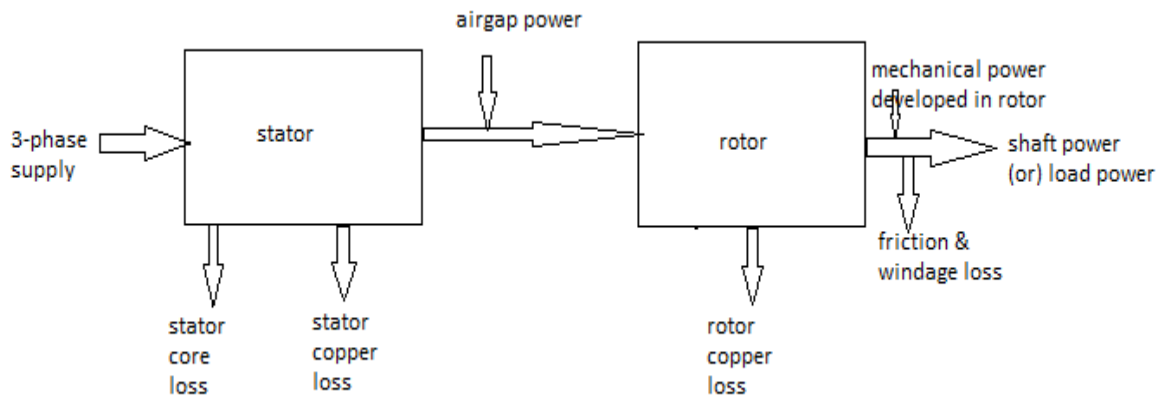 airgap power
3-phase
supply
stator
rotor
mechanical power
developed in rotor
shaft power
(or) load power
friction &
windage loss
stator
core
loss
stator
copper
loss
rotor
copper
loss